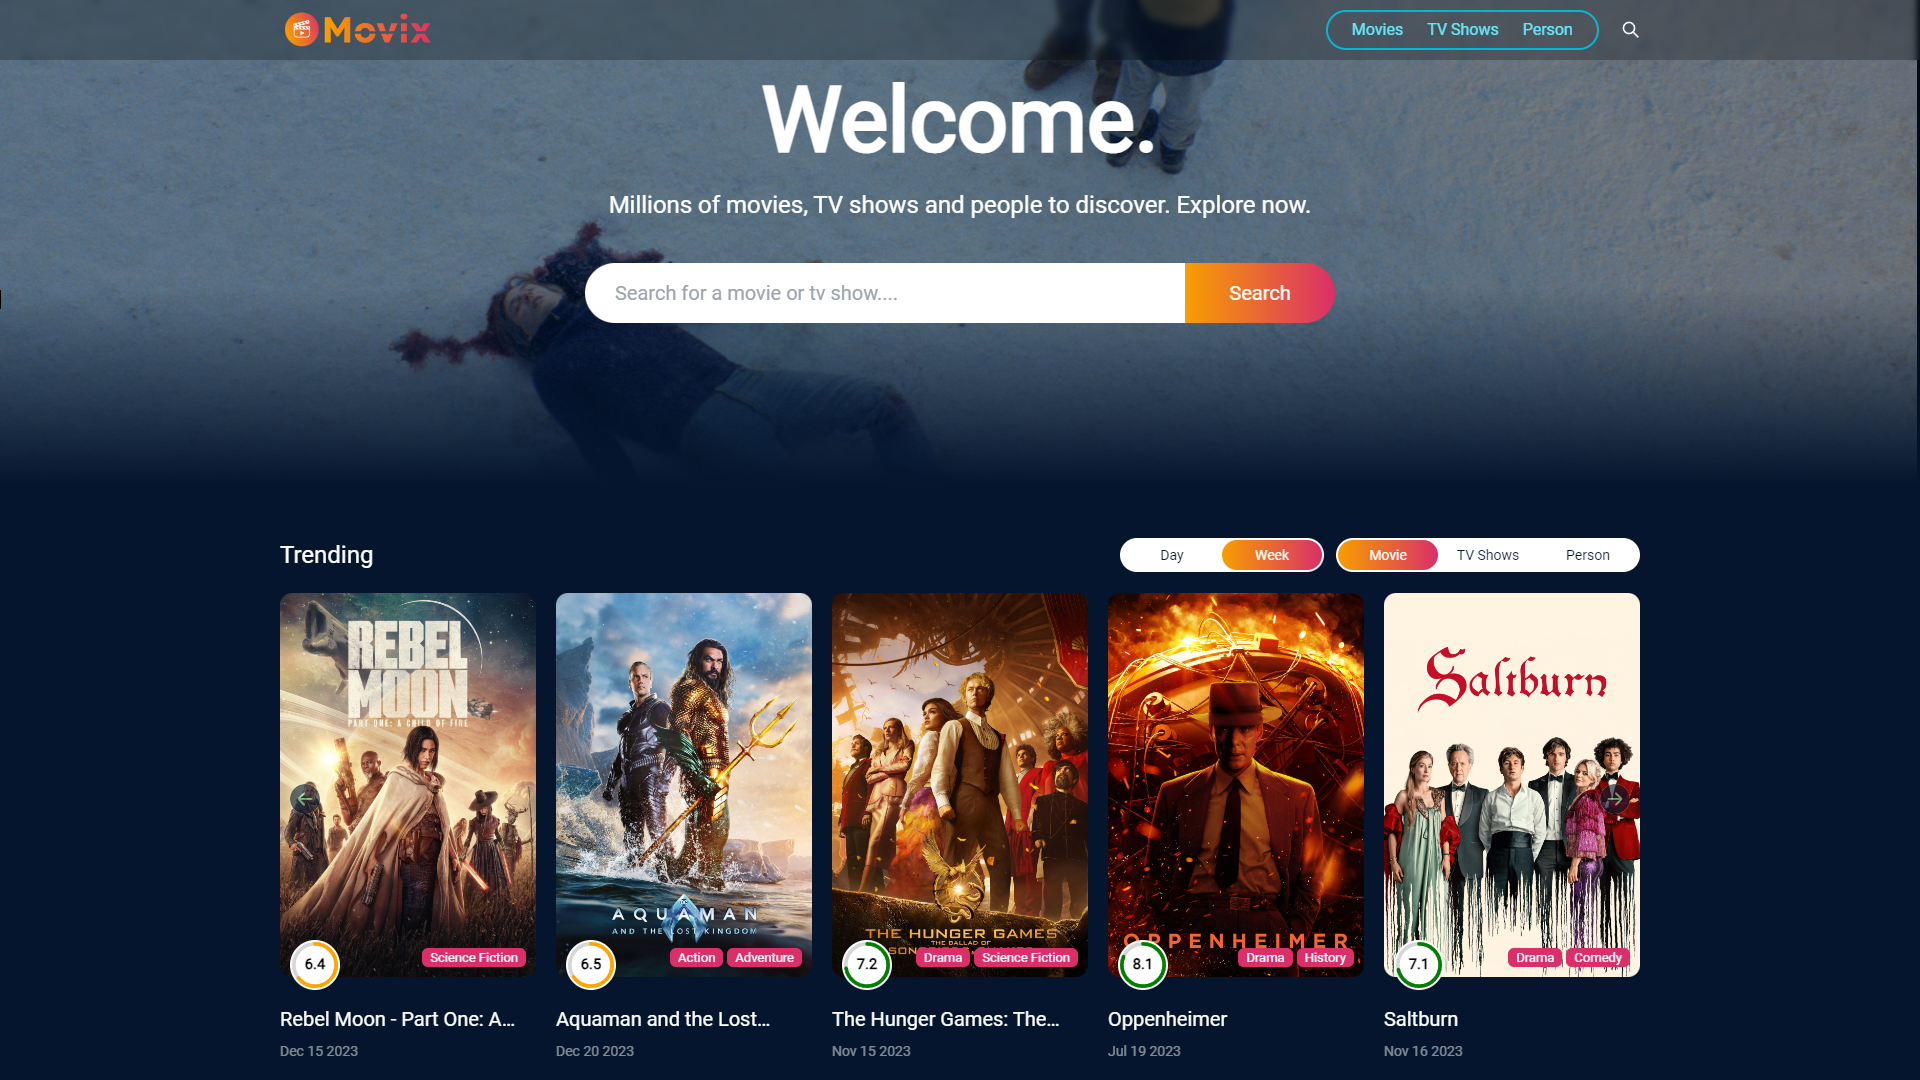 Movix
Movies TV Shows Person
Welcome.
Millions of movies, TV shows and people to discover. Explore now.
Search for a movie or tv show....
Search
Trending
Day Week
Movie TV Shows Person
REBEL
MOON
PART ONE: A CHILD OF FIRE
6.4
Science Fiction
Rebel Moon - Part One: A...
Dec 15 2023
AQUAMAN
AND THE LOST KINGDOM
6.5
Action Adventure
Aquaman and the Lost...
Dec 20 2023
THE HUNGER GAMES
THE BALLAD OF
7.2
Drama Science Fiction
The Hunger Games: The...
Nov 15 2023
OPPENHEIMER
8.1
Drama History
Oppenheimer
Jul 19 2023
Saltburn
7.1
Drama Comedy
Saltburn
Nov 16 2023